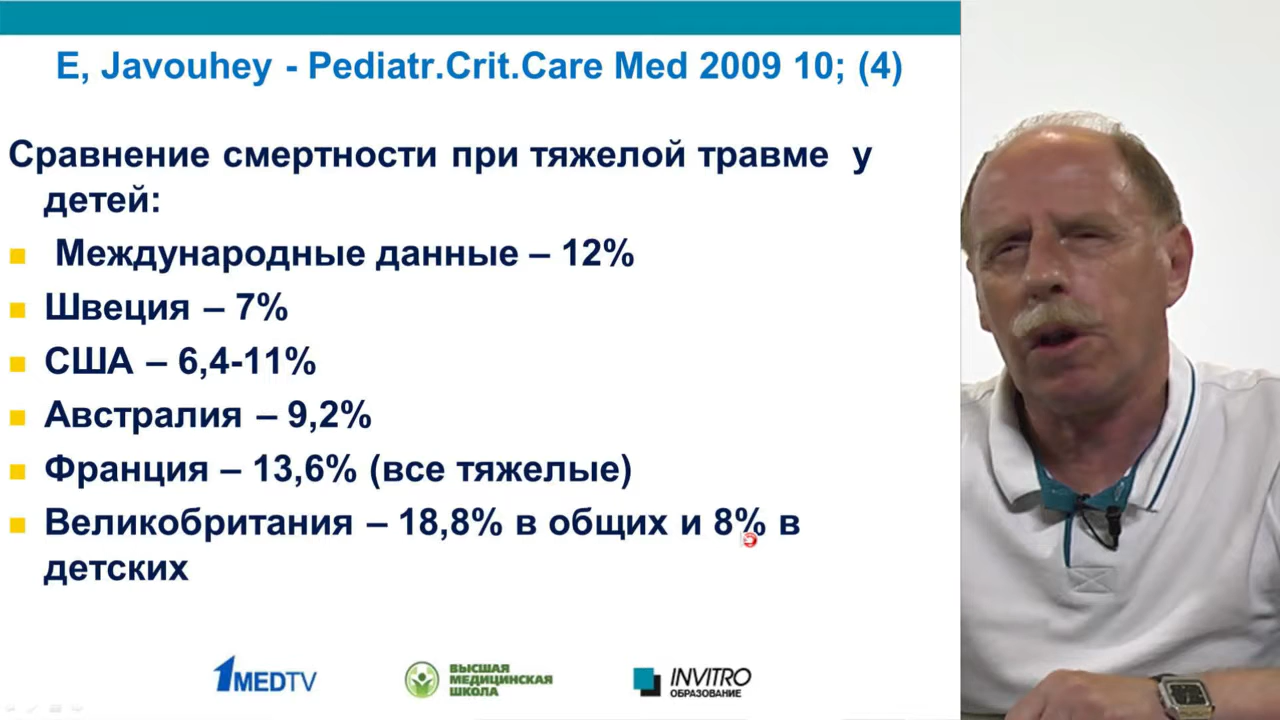 E, Javouhey - Pediatr.Crit.Care Med 2009 10; (4)
Сравнение смертности при тяжелой травме у
детей:
Международные данные – 12%
Швеция – 7%
США – 6,4-11%
Австралия – 9,2%
Франция – 13,6% (все тяжелые)
Великобритания – 18,8% в общих и 8% в
детских
1MEDTV
ВЫСШАЯ
МЕДИЦИНСКАЯ
ШКОЛА
INVITRO
ОБРАЗОВАНИЕ